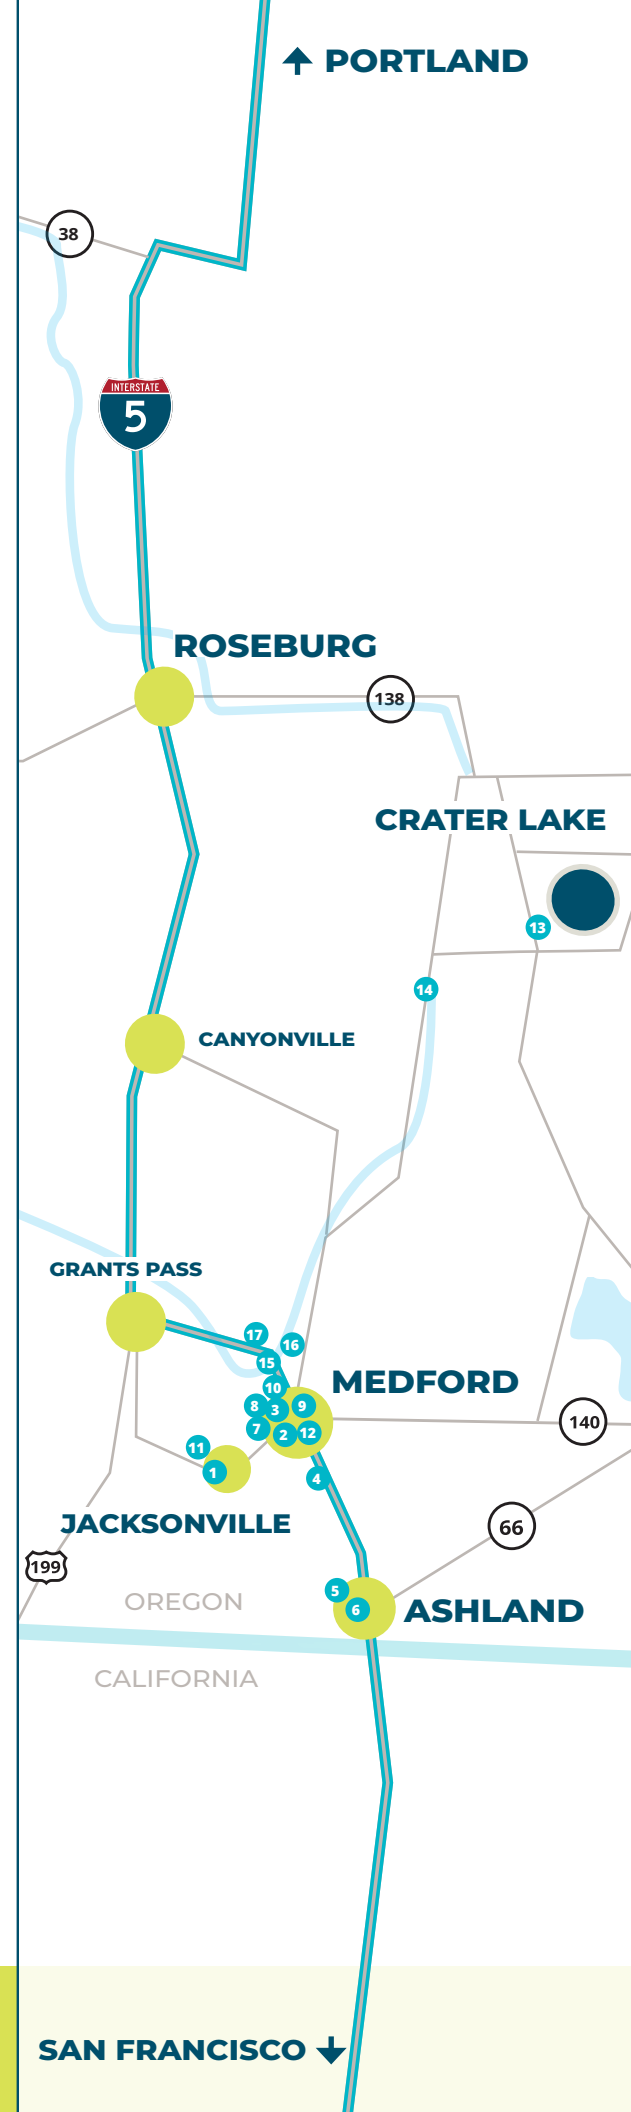 PORTLAND
38
INTERSTATE
5
ROSEBURG
138
CRATER LAKE
13
14
CANYONVILLE
GRANTS PASS
17
16
15
MEDFORD
10
8
3
9
7
2
12
140
11
1
4
JACKSONVILLE
66
199
5
OREGON
6
ASHLAND
CALIFORNIA
SAN FRANCISCO